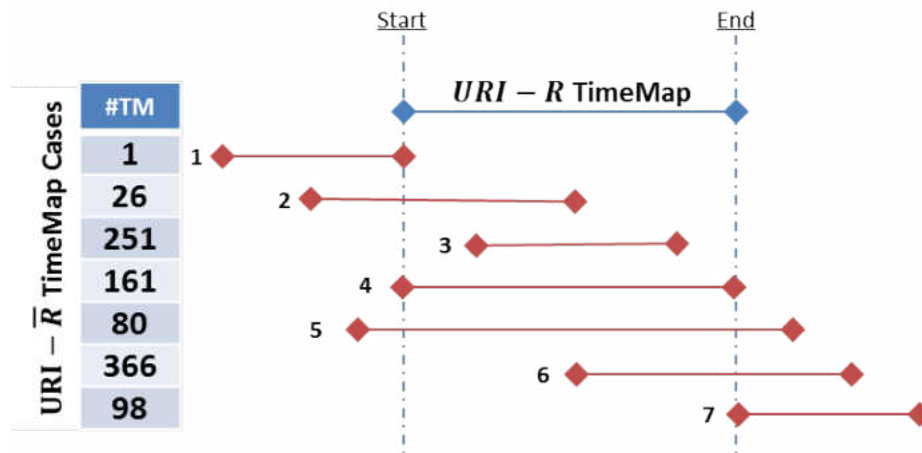 Start
End
URI − R TimeMap
#TM
1
1
26
2
251
3
161
4
80
5
366
6
98
7
URI − R̅ TimeMap Cases